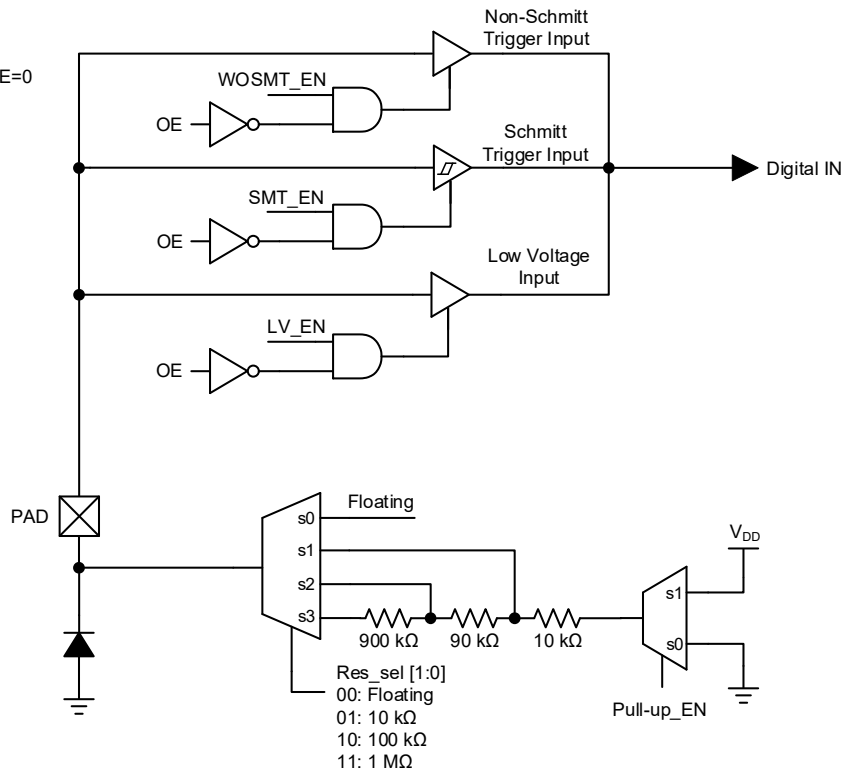 Non-Schmitt
Trigger Input
E=0
WOSMT_EN
OE
Schmitt
Trigger Input
Digital IN
SMT_EN
OE
Low Voltage
Input
LV_EN
OE
PAD
Floating
s0
s1
s2
s3
900 kΩ
90 kΩ
10 kΩ
VDD
s1
s0
Pull-up_EN
Res_sel [1:0]
00: Floating
01: 10 kΩ
10: 100 kΩ
11: 1 MΩ